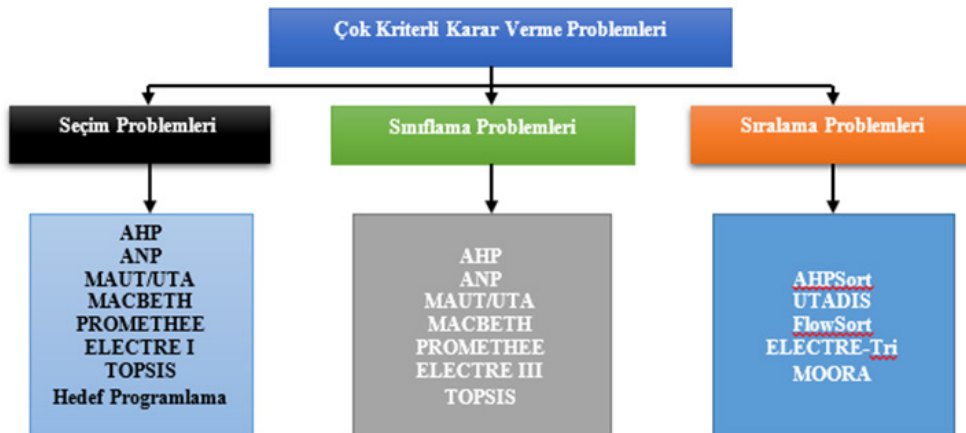 Çok Kriterli Karar Verme Problemleri
Seçim Problemleri
Sınıflama Problemleri
Sıralama Problemleri
AHP
ANP
MAUT/UTA
MACBETH
PROMETHEE
ELECTRE I
TOPSIS
Hedef Programlama
AHP
ANP
MAUT/UTA
MACBETH
PROMETHEE
ELECTRE III
TOPSIS
AHPSort
UTADIS
FlowSort
ELECTRE-Tri
MOORA